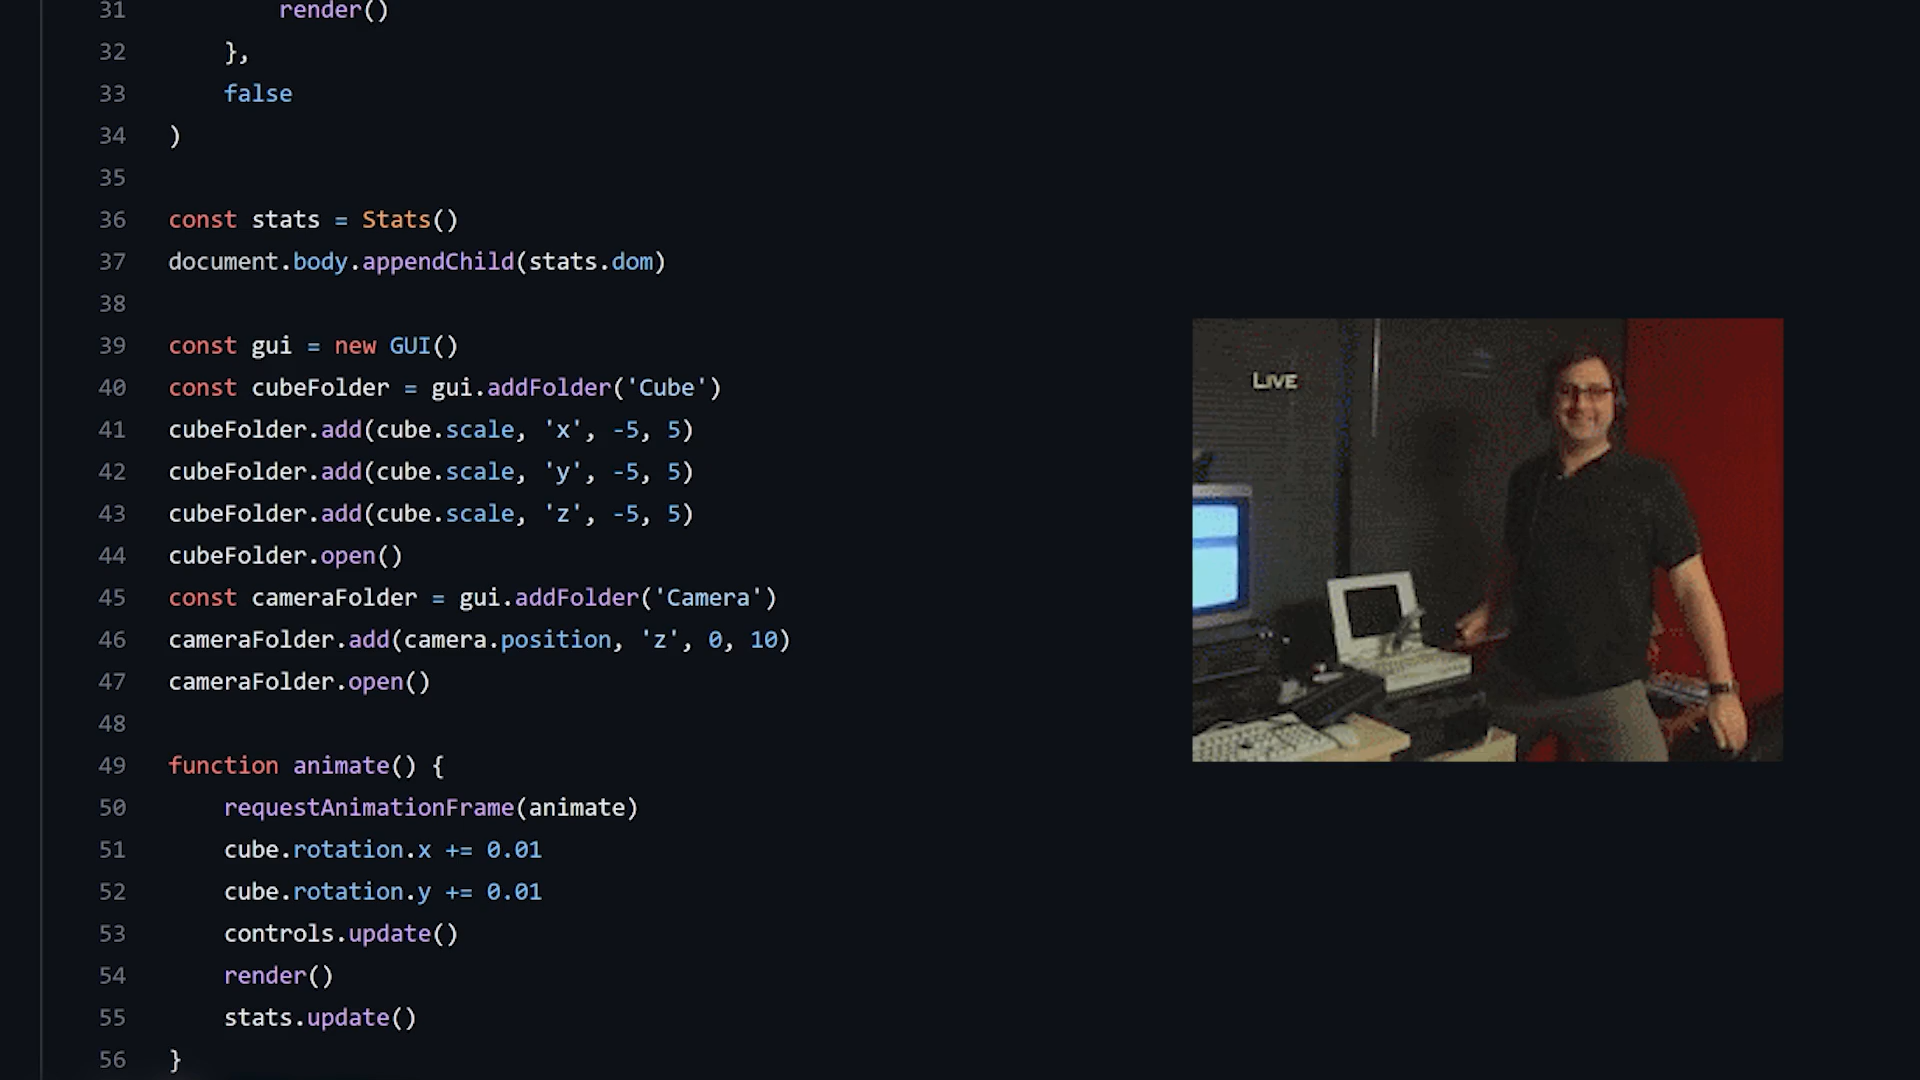 31 render()
32 },
33 false
34 )
35
36 const stats = Stats()
37 document.body.appendChild(stats.dom)
38
39 const gui = new GUI()
40 const cubeFolder = gui.addFolder('Cube')
41 cubeFolder.add(cube.scale, 'x', -5, 5)
42 cubeFolder.add(cube.scale, 'y', -5, 5)
43 cubeFolder.add(cube.scale, 'z', -5, 5)
44 cubeFolder.open()
45 const cameraFolder = gui.addFolder('Camera')
46 cameraFolder.add(camera.position, 'z', 0, 10)
47 cameraFolder.open()
48
49 function animate() {
50 requestAnimationFrame(animate)
51 cube.rotation.x += 0.01
52 cube.rotation.y += 0.01
53 controls.update()
54 render()
55 stats.update()
56 }
LIVE